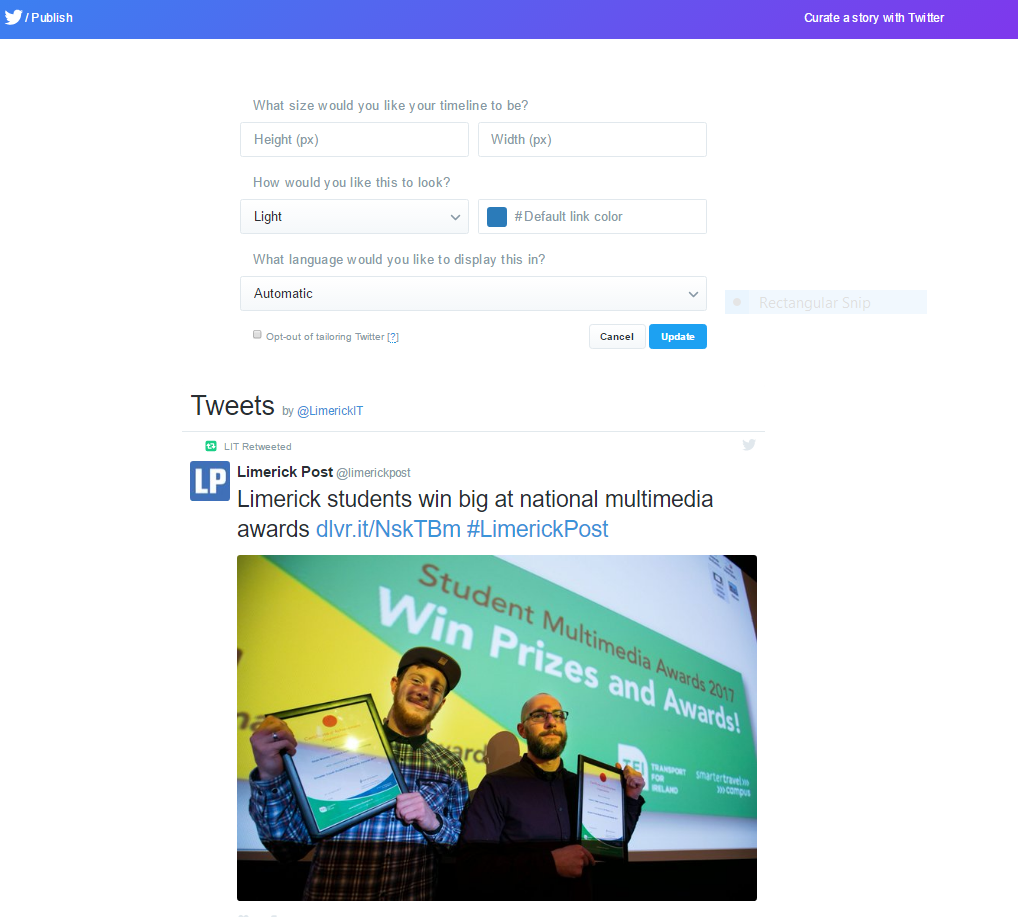 / Publish
Curate a story with Twitter
What size would you like your timeline to be?
Height (px)
Width (px)
How would you like this to look?
Light
# Default link color
What language would you like to display this in?
Automatic
Rectangular Snip
Opt-out of tailoring Twitter [?]
Cancel
Update
Tweets by @LimerickIT
LIT Retweeted
LP
Limerick Post @limerickpost
Limerick students win big at national multimedia
awards dlvr.it/NskTBm #LimerickPost
Student Multimedia Awards 2017
Win Prizes and Awards!
TFI
TRANSPORT
FOR
IRELAND
smartertravel»
»»campus